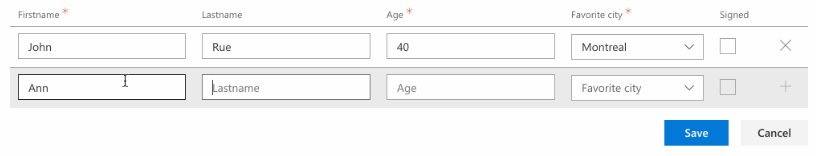 Firstname * Lastname Age * Favorite city * Signed
John Rue 40 Montreal
Ann Lastname Age Favorite city
Save Cancel